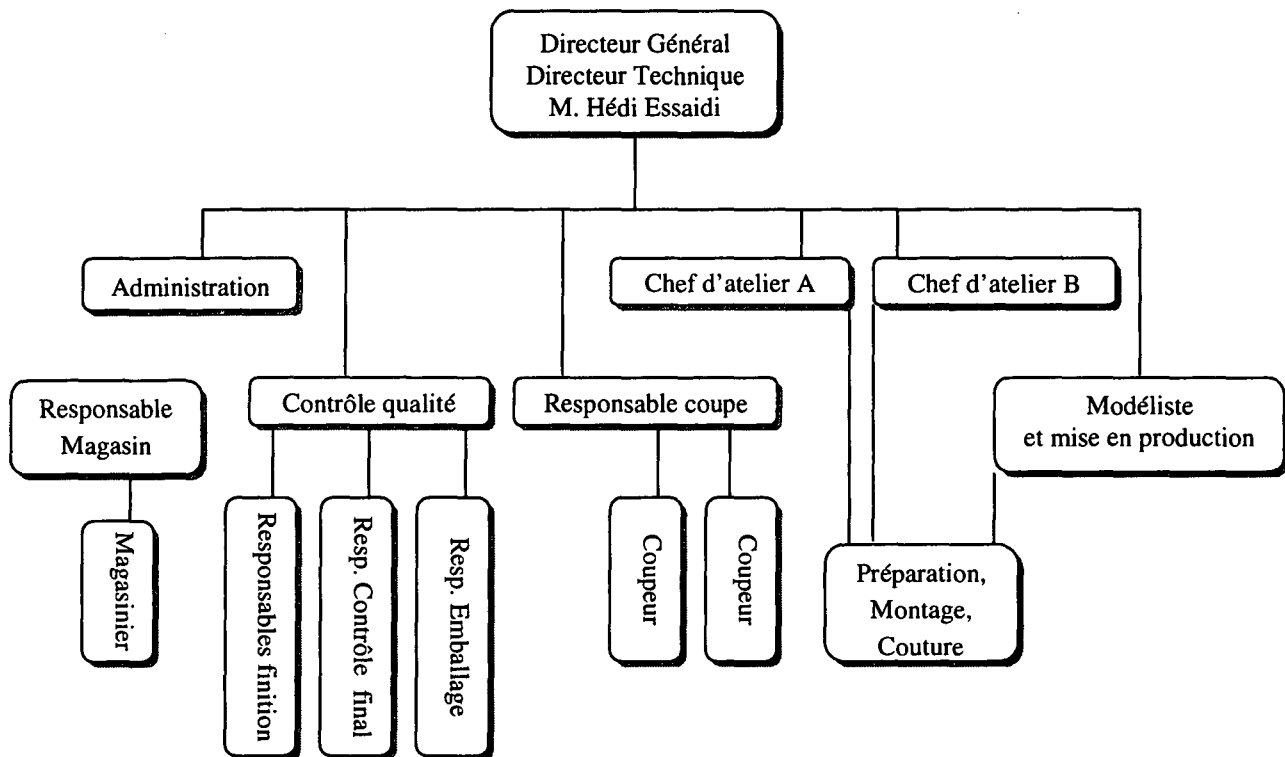 Directeur Général
Directeur Technique
M. Hédi Essaidi
Administration
Chef d'atelier A
Chef d'atelier B
Responsable
Magasin
Contrôle qualité
Responsable coupe
Modéliste
et mise en production
Magasinier
Responsables finition
Resp. Contrôle final
Resp. Emballage
Coupeur
Coupeur
Préparation,
Montage,
Couture